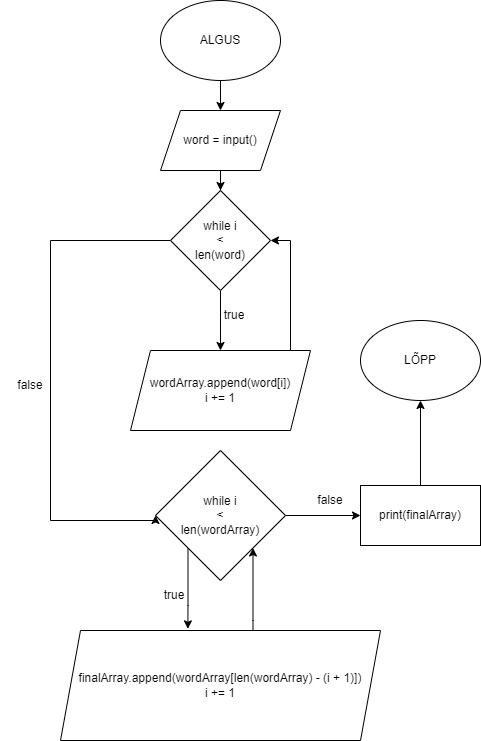 ALGUS
word = input()
while i
<
len(word)
true
wordArray.append(word[i])
i += 1
false
LÕPP
while i
<
len(wordArray)
false
print(finalArray)
true
finalArray.append(wordArray[len(wordArray) - (i + 1)])
i += 1